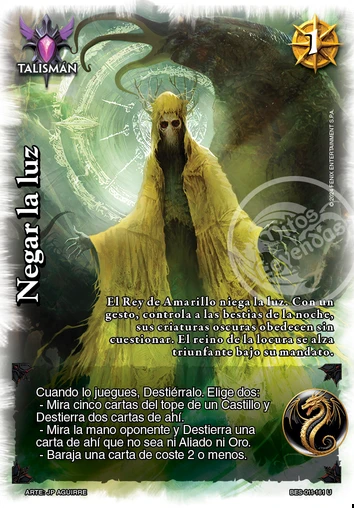 TALISMÁN
1
Negar la luz
© 2024 FENIX ENTERTAINMENT S.P.A.
El Rey de Amarillo niega la luz. Con un
gesto, controla a las bestias de la noche,
sus criaturas oscuras obedecen sin
cuestionar. El reino de la locura se alza
triunfante bajo su mandato.
Cuando lo juegues, Destiérralo. Elige dos:
- Mira cinco cartas del tope de un Castillo y
Destierra dos cartas de ahí.
- Mira la mano oponente y Destierra una
carta de ahí que no sea ni Aliado ni Oro.
- Baraja una carta de coste 2 o menos.
ARTE: JP AGUIRRE